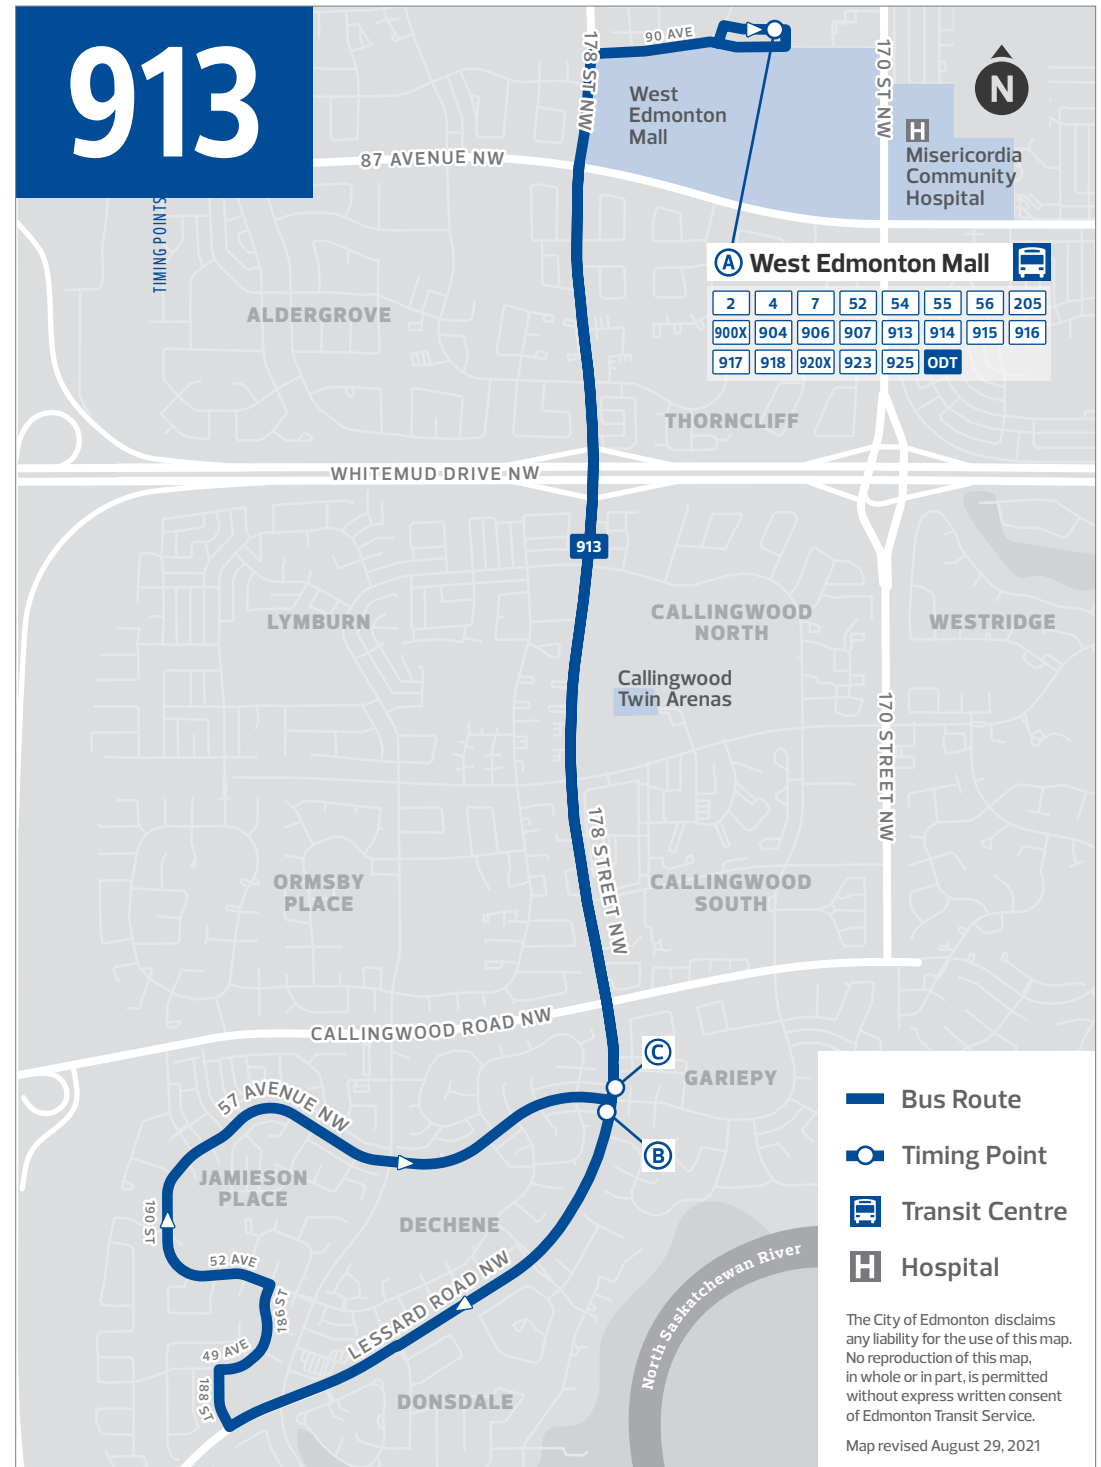 913
TIMING POINTS
90 AVE
178 ST NW
170 ST NW
West
Edmonton
Mall
N
H
Misericordia
Community
Hospital
87 AVENUE NW
A West Edmonton Mall
2 4 7 52 54 55 56 205
900X 904 906 907 913 914 915 916
917 918 920X 923 925 ODT
ALDERGROVE
THORNCLIFF
WHITEMUD DRIVE NW
913
LYMBURN
CALLINGWOOD
NORTH
WESTRIDGE
Callingwood
Twin Arenas
170 STREET NW
178 STREET NW
ORMSBY
PLACE
CALLINGWOOD
SOUTH
CALLINGWOOD ROAD NW
C
GARIEPY
57 AVENUE NW
B
JAMIESON
PLACE
190 ST
DECHENE
52 AVE
186 ST
LESSARD ROAD NW
49 AVE
188 ST
DONSDALE
North Saskatchewan River
Bus Route
Timing Point
Transit Centre
H Hospital
The City of Edmonton disclaims
any liability for the use of this map.
No reproduction of this map,
in whole or in part, is permitted
without express written consent
of Edmonton Transit Service.
Map revised August 29, 2021